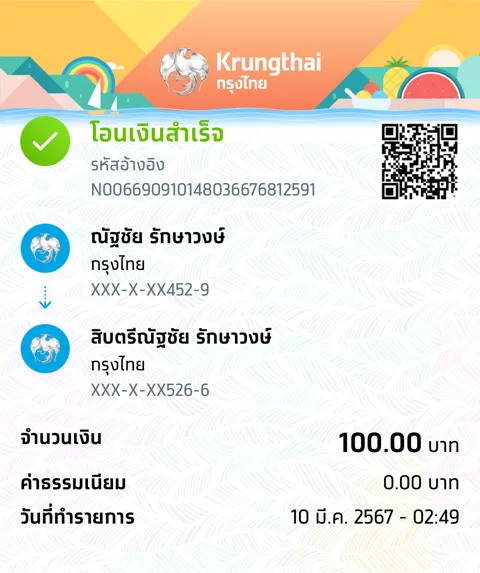 Krungthai
กรุงไทย
โอนเงินสำเร็จ
รหัสอ้างอิง
N00669091014803667681259​1
ณัฐชัย รักษาวงษ์
กรุงไทย
XXX-X-XX452-9
สิบตรีณัฐชัย รักษาวงษ์
กรุงไทย
XXX-X-XX526-6
จำนวนเงิน 100.00 บาท
ค่าธรรมเนียม 0.00 บาท
วันที่ทำรายการ 10 มี.ค. 2567 - 02:49